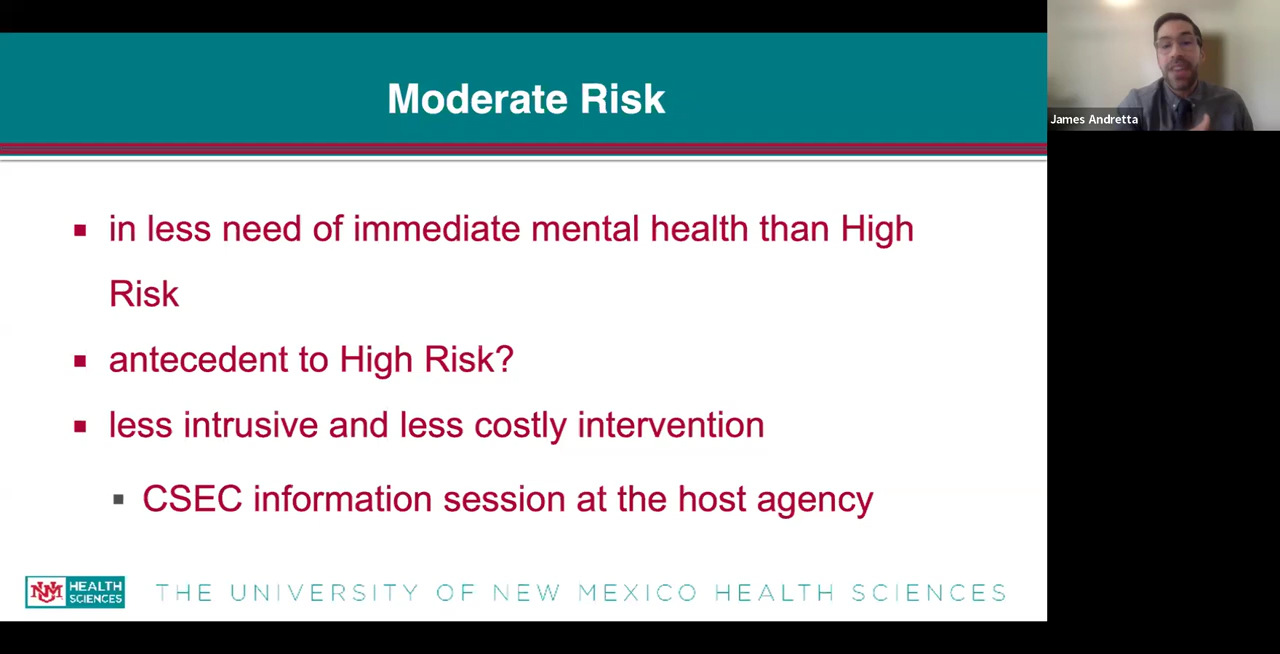 Moderate Risk
James Andretta
in less need of immediate mental health than High
Risk
antecedent to High Risk?
less intrusive and less costly intervention
CSEC information session at the host agency
UNM HEALTH
SCIENCES
THE UNIVERSITY OF NEW MEXICO HEALTH SCIENCES